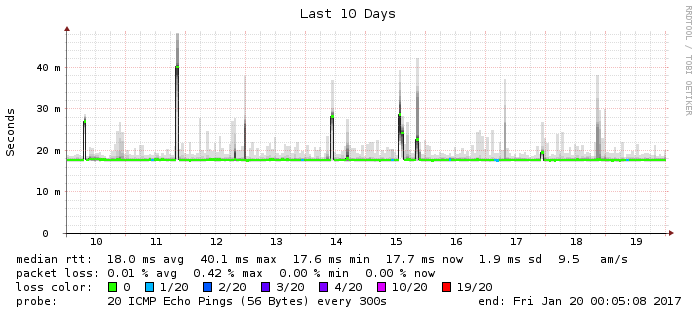 Last 10 Days
RRDTOOL / TOBI OETIKER
Seconds
40 m
30 m
20 m
10 m
0
10 11 12 13 14 15 16 17 18 19
median rtt: 18.0 ms avg 40.1 ms max 17.6 ms min 17.7 ms now 1.9 ms sd 9.5 am/s
packet loss: 0.01 % avg 0.42 % max 0.00 % min 0.00 % now
loss color: 0 1/20 2/20 3/20 4/20 10/20 19/20
probe: 20 ICMP Echo Pings (56 Bytes) every 300s end: Fri Jan 20 00:05:08 2017